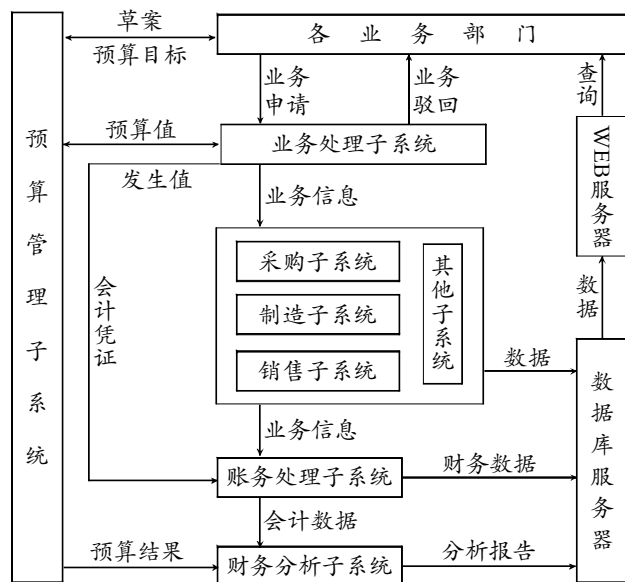 草案
预算目标
各业务部门
业务
申请
业务
驳回
查询
预算值
业务处理子系统
发生值
WEB服务器
业务信息
预算管理子系统
采购子系统
制造子系统
销售子系统
其他子系统
会计凭证
数据
数据
数据库服务器
业务信息
账务处理子系统
财务数据
会计数据
预算结果
财务分析子系统
分析报告